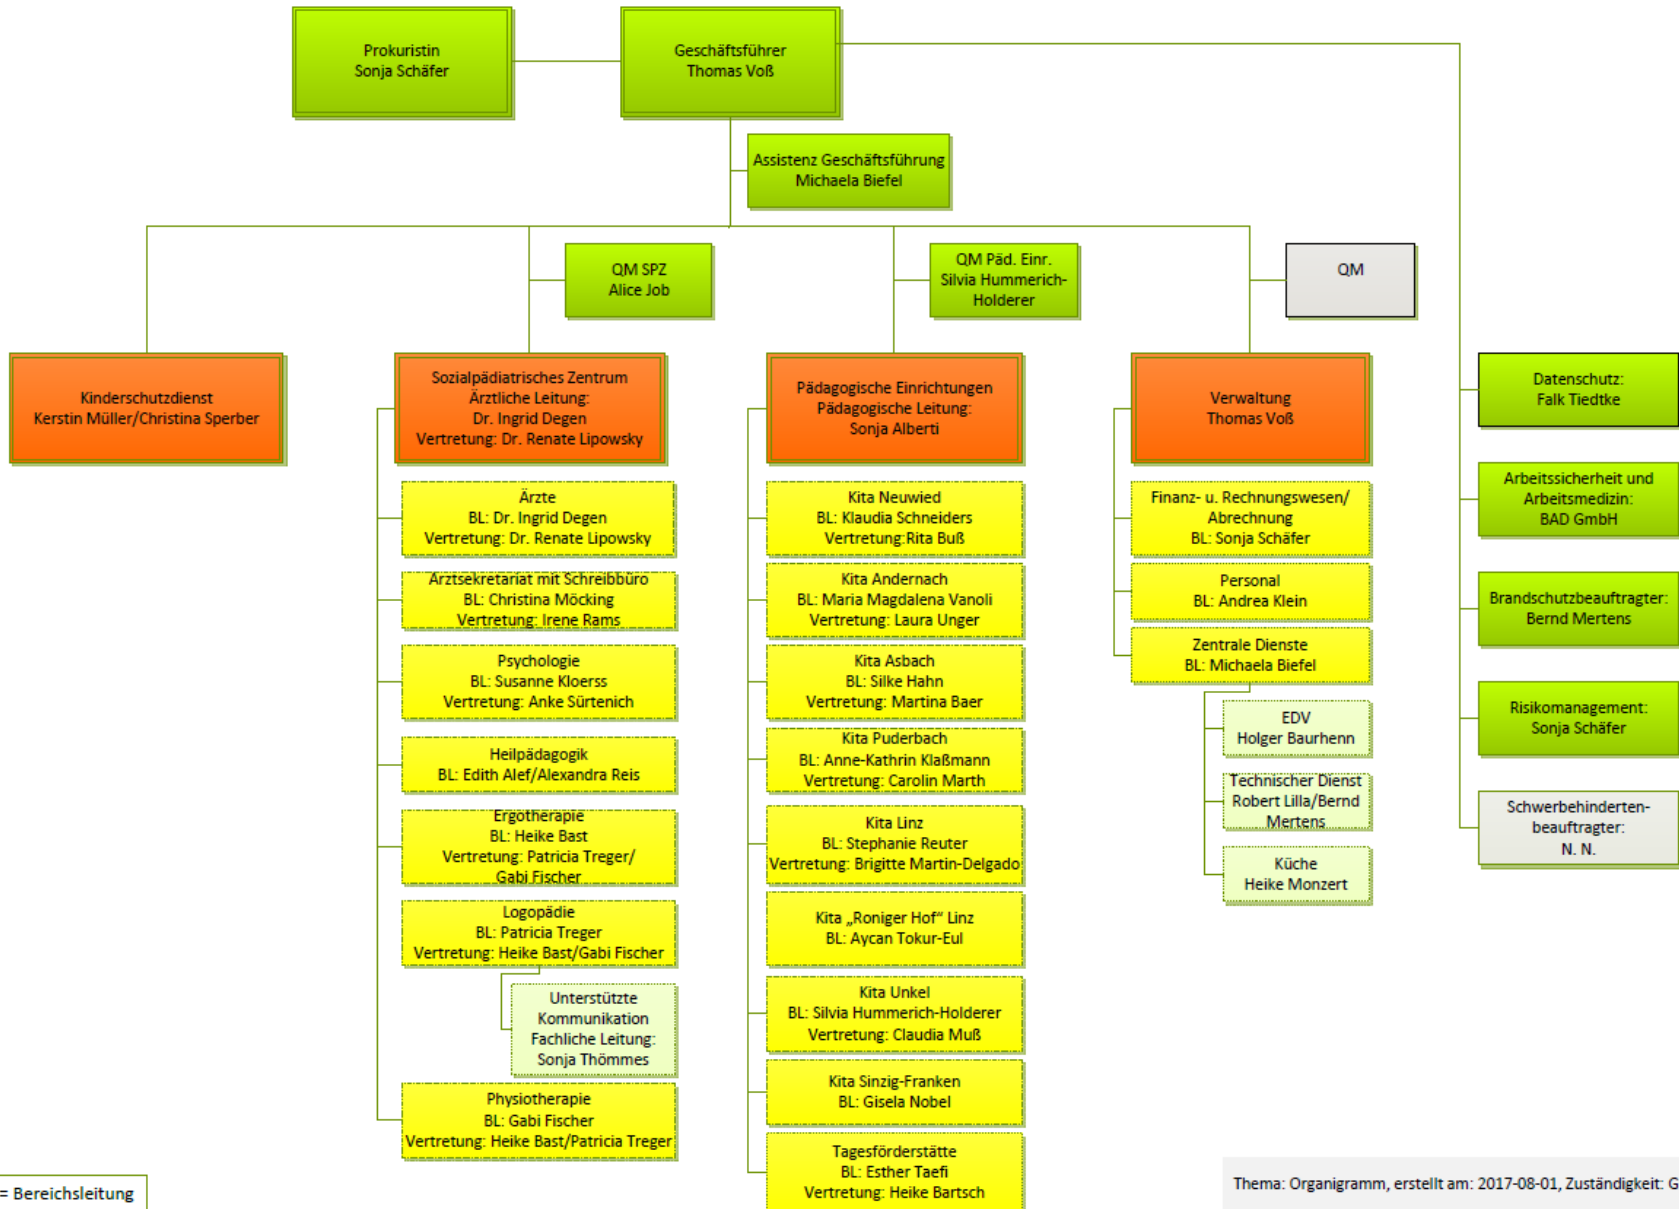 Prokuristin
Sonja Schäfer
Geschäftsführer
Thomas Voß
Assistenz Geschäftsführung
Michaela Biefel
QM SPZ
Alice Job
QM Päd. Einr.
Silvia Hummerich-
Holderer
QM
Kinderschutzdienst
Kerstin Müller/Christina Sperber
Sozialpädiatrisches Zentrum
Ärztliche Leitung:
Dr. Ingrid Degen
Vertretung: Dr. Renate Lipowsky
Ärzte
BL: Dr. Ingrid Degen
Vertretung: Dr. Renate Lipowsky
Arztsekretariat mit Schreibbüro
BL: Christina Möcking
Vertretung: Irene Rams
Psychologie
BL: Susanne Kloerss
Vertretung: Anke Sürtenich
Heilpädagogik
BL: Edith Alef/Alexandra Reis
Ergotherapie
BL: Heike Bast
Vertretung: Patricia Treger/
Gabi Fischer
Logopädie
BL: Patricia Treger
Vertretung: Heike Bast/Gabi Fischer
Unterstützte
Kommunikation
Fachliche Leitung:
Sonja Thömmes
Physiotherapie
BL: Gabi Fischer
Vertretung: Heike Bast/Patricia Treger
Pädagogische Einrichtungen
Pädagogische Leitung:
Sonja Alberti
Kita Neuwied
BL: Klaudia Schneiders
Vertretung:Rita Buß
Kita Andernach
BL: Maria Magdalena Vanoli
Vertretung: Laura Unger
Kita Asbach
BL: Silke Hahn
Vertretung: Martina Baer
Kita Puderbach
BL: Anne-Kathrin Klaßmann
Vertretung: Carolin Marth
Kita Linz
BL: Stephanie Reuter
Vertretung: Brigitte Martin-Delgado
Kita „Roniger Hof“ Linz
BL: Aycan Tokur-Eul
Kita Unkel
BL: Silvia Hummerich-Holderer
Vertretung: Claudia Muß
Kita Sinzig-Franken
BL: Gisela Nobel
Tagesförderstätte
BL: Esther Taefi
Vertretung: Heike Bartsch
Verwaltung
Thomas Voß
Finanz- u. Rechnungswesen/
Abrechnung
BL: Sonja Schäfer
Personal
BL: Andrea Klein
Zentrale Dienste
BL: Michaela Biefel
EDV
Holger Baurhenn
Technischer Dienst
Robert Lilla/Bernd
Mertens
Küche
Heike Monzert
Datenschutz:
Falk Tiedtke
Arbeitssicherheit und
Arbeitsmedizin:
BAD GmbH
Brandschutzbeauftragter:
Bernd Mertens
Risikomanagement:
Sonja Schäfer
Schwerbehinderten-
beauftragter:
N. N.
= Bereichsleitung
Thema: Organigramm, erstellt am: 2017-08-01, Zuständigkeit: G